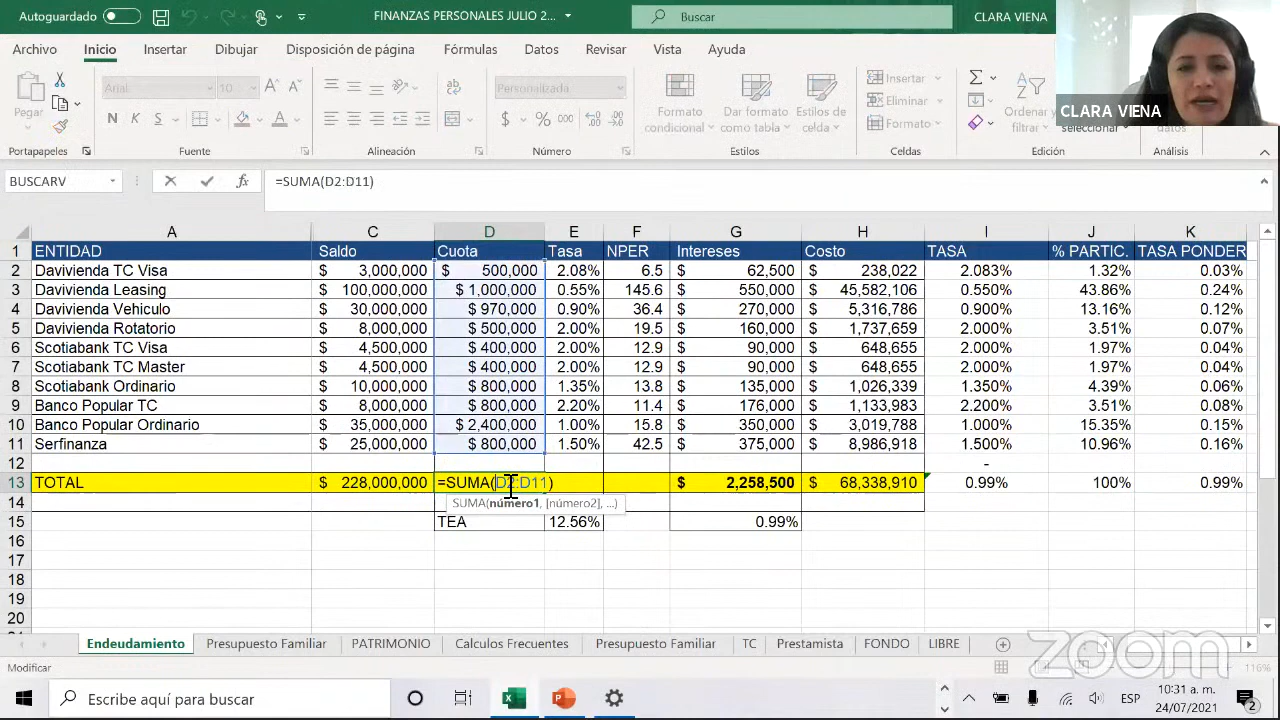 Autoguardado FINANZAS PERSONALES JULIO 2... Buscar CLARA VIENA
Archivo Inicio Insertar Dibujar Disposición de página Fórmulas Datos Revisar Vista Ayuda
Pegar
Arial 10
N K S
Personalizada
$ % 000
Formato condicional
Dar formato como tabla
Estilos de celda
Insertar
Eliminar
Formato
Ordenar y filtrar
seleccionar
datos
CLARA VIENA
Portapapeles Fuente Alineación Número Estilos Celdas Edición Análisis
BUSCARV =SUMA(D2:D11)
A C D E F G H I J K
1 ENTIDAD Saldo Cuota Tasa NPER Intereses Costo TASA % PARTIC. TASA PONDER
2 Davivienda TC Visa $ 3,000,000 $ 500,000 2.08% 6.5 $ 62,500 $ 238,022 2.083% 1.32% 0.03%
3 Davivienda Leasing $ 100,000,000 $ 1,000,000 0.55% 145.6 $ 550,000 $ 45,582,106 0.550% 43.86% 0.24%
4 Davivienda Vehiculo $ 30,000,000 $ 970,000 0.90% 36.4 $ 270,000 $ 5,316,786 0.900% 13.16% 0.12%
5 Davivienda Rotatorio $ 8,000,000 $ 500,000 2.00% 19.5 $ 160,000 $ 1,737,659 2.000% 3.51% 0.07%
6 Scotiabank TC Visa $ 4,500,000 $ 400,000 2.00% 12.9 $ 90,000 $ 648,655 2.000% 1.97% 0.04%
7 Scotiabank TC Master $ 4,500,000 $ 400,000 2.00% 12.9 $ 90,000 $ 648,655 2.000% 1.97% 0.04%
8 Scotiabank Ordinario $ 10,000,000 $ 800,000 1.35% 13.8 $ 135,000 $ 1,026,339 1.350% 4.39% 0.06%
9 Banco Popular TC $ 8,000,000 $ 800,000 2.20% 11.4 $ 176,000 $ 1,133,983 2.200% 3.51% 0.08%
10 Banco Popular Ordinario $ 35,000,000 $ 2,400,000 1.00% 15.8 $ 350,000 $ 3,019,788 1.000% 15.35% 0.15%
11 Serfinanza $ 25,000,000 $ 800,000 1.50% 42.5 $ 375,000 $ 8,986,918 1.500% 10.96% 0.16%
12 -
13 TOTAL $ 228,000,000 =SUMA(D2:D11) $ 2,258,500 $ 68,338,910 0.99% 100% 0.99%
14 SUMA(número1, [número2], ...)
15 TEA 12.56% 0.99%
16
17
18
19
20
Endeudamiento Presupuesto Familiar PATRIMONIO Calculos Frecuentes Presupuesto Familiar TC Prestamista FONDO LIBRE
zoom
Modificar 116%
Escribe aquí para buscar ESP 10:31 a. m.
24/07/2021 2